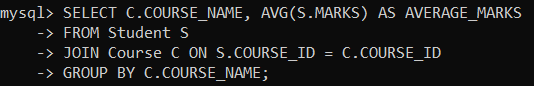 mysql> SELECT C.COURSE_NAME, AVG(S.MARKS) AS AVERAGE_MARKS
    -> FROM Student S
    -> JOIN Course C ON S.COURSE_ID = C.COURSE_ID
    -> GROUP BY C.COURSE_NAME;